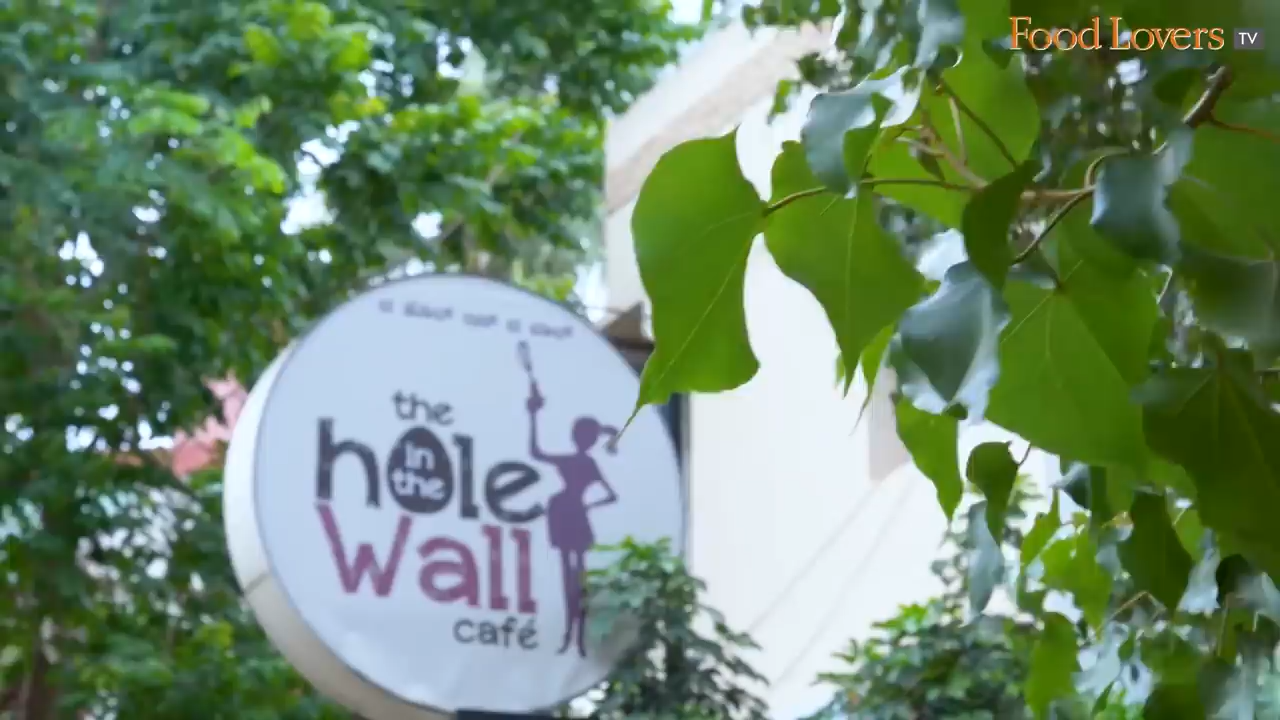 Food Lovers TV
the
hole
in
the
Wall
café